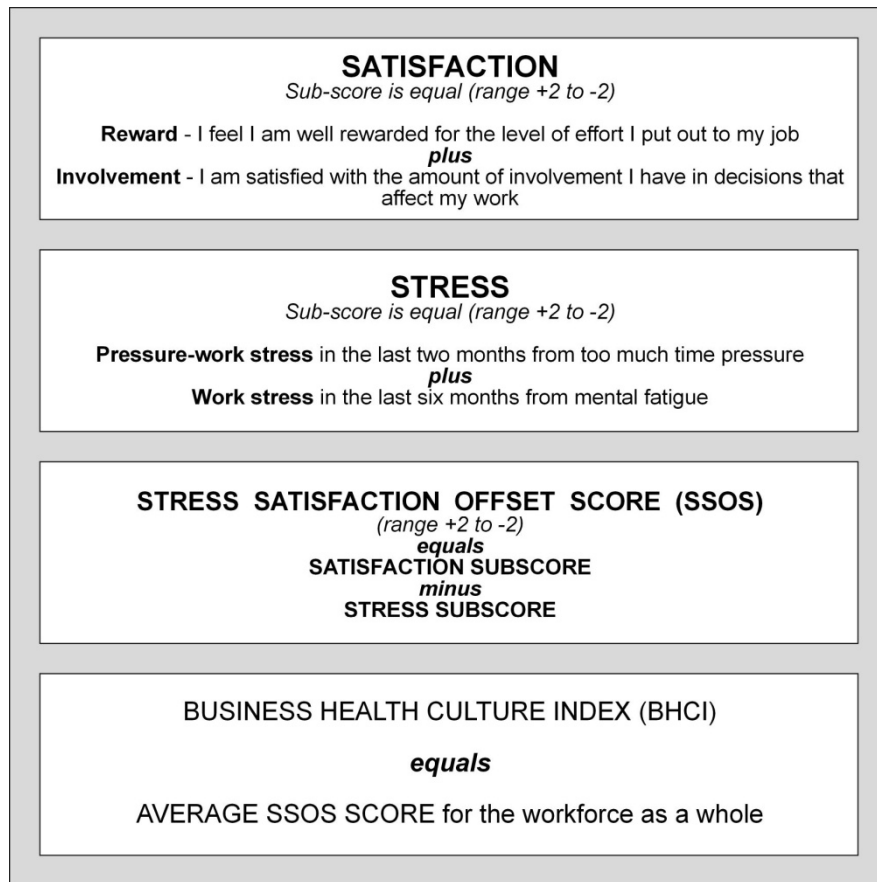 SATISFACTION
Sub-score is equal (range +2 to -2)
Reward - I feel I am well rewarded for the level of effort I put out to my job
plus
Involvement - I am satisfied with the amount of involvement I have in decisions that
affect my work
STRESS
Sub-score is equal (range +2 to -2)
Pressure-work stress in the last two months from too much time pressure
plus
Work stress in the last six months from mental fatigue
STRESS SATISFACTION OFFSET SCORE (SSOS)
(range +2 to -2)
equals
SATISFACTION SUBSCORE
minus
STRESS SUBSCORE
BUSINESS HEALTH CULTURE INDEX (BHCI)
equals
AVERAGE SSOS SCORE for the workforce as a whole